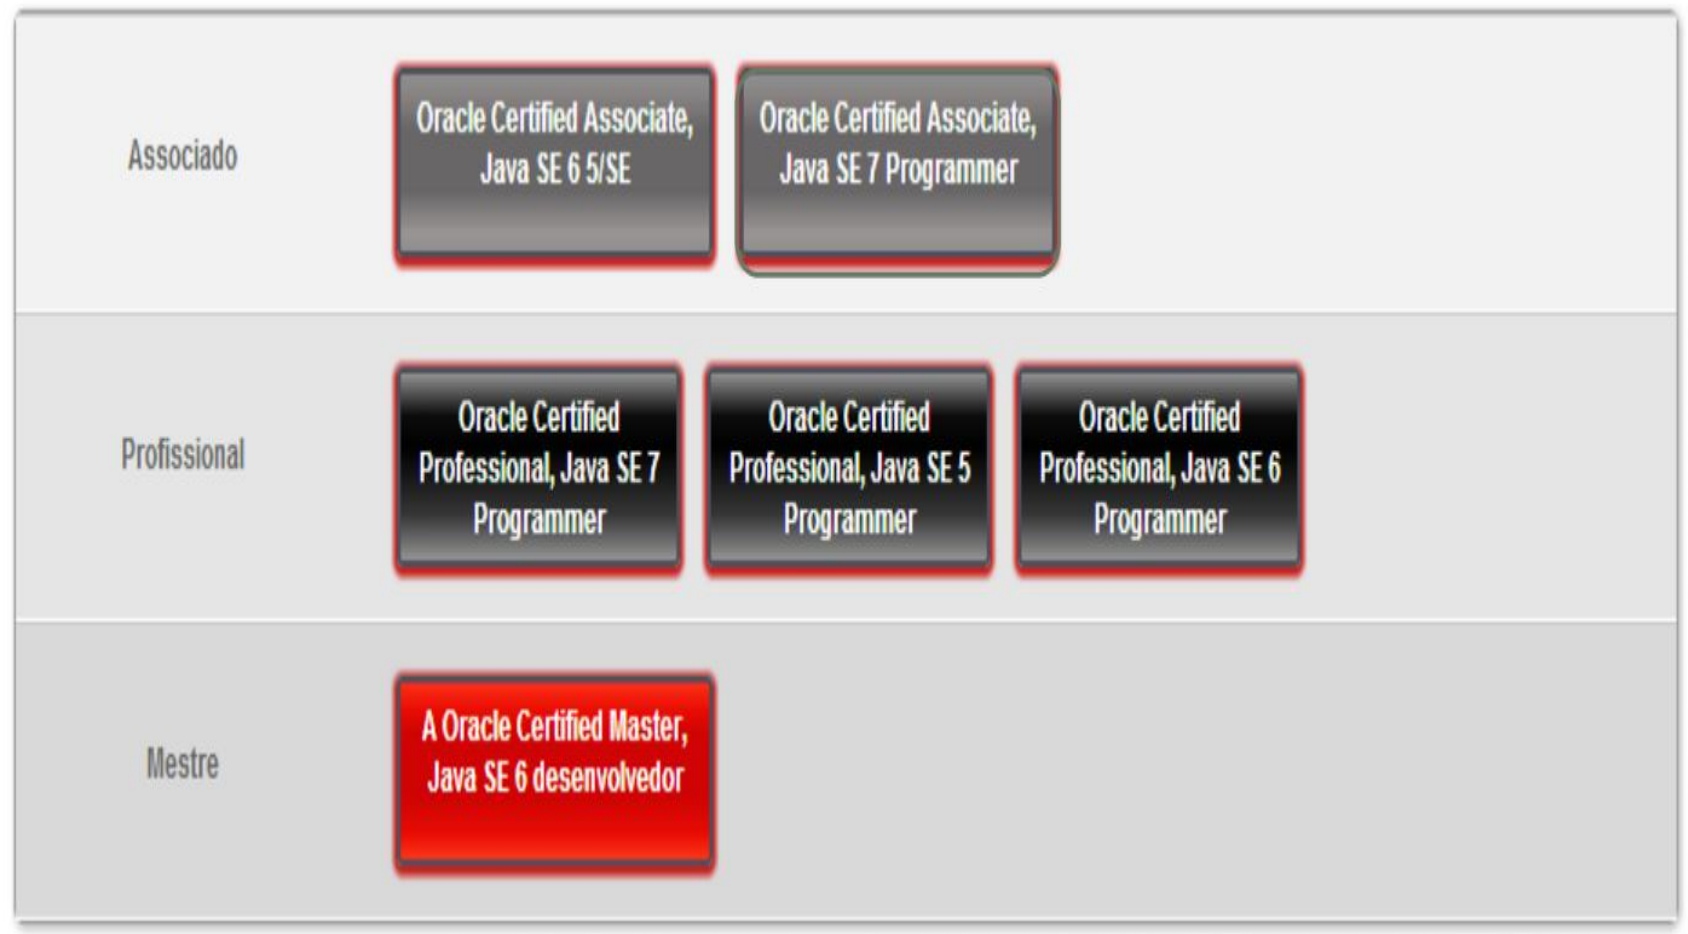 Associado
Oracle Certified Associate,
Java SE 6 5/SE
Oracle Certified Associate,
Java SE 7 Programmer
Profissional
Oracle Certified
Professional, Java SE 7
Programmer
Oracle Certified
Professional, Java SE 5
Programmer
Oracle Certified
Professional, Java SE 6
Programmer
Mestre
A Oracle Certified Master,
Java SE 6 desenvolvedor